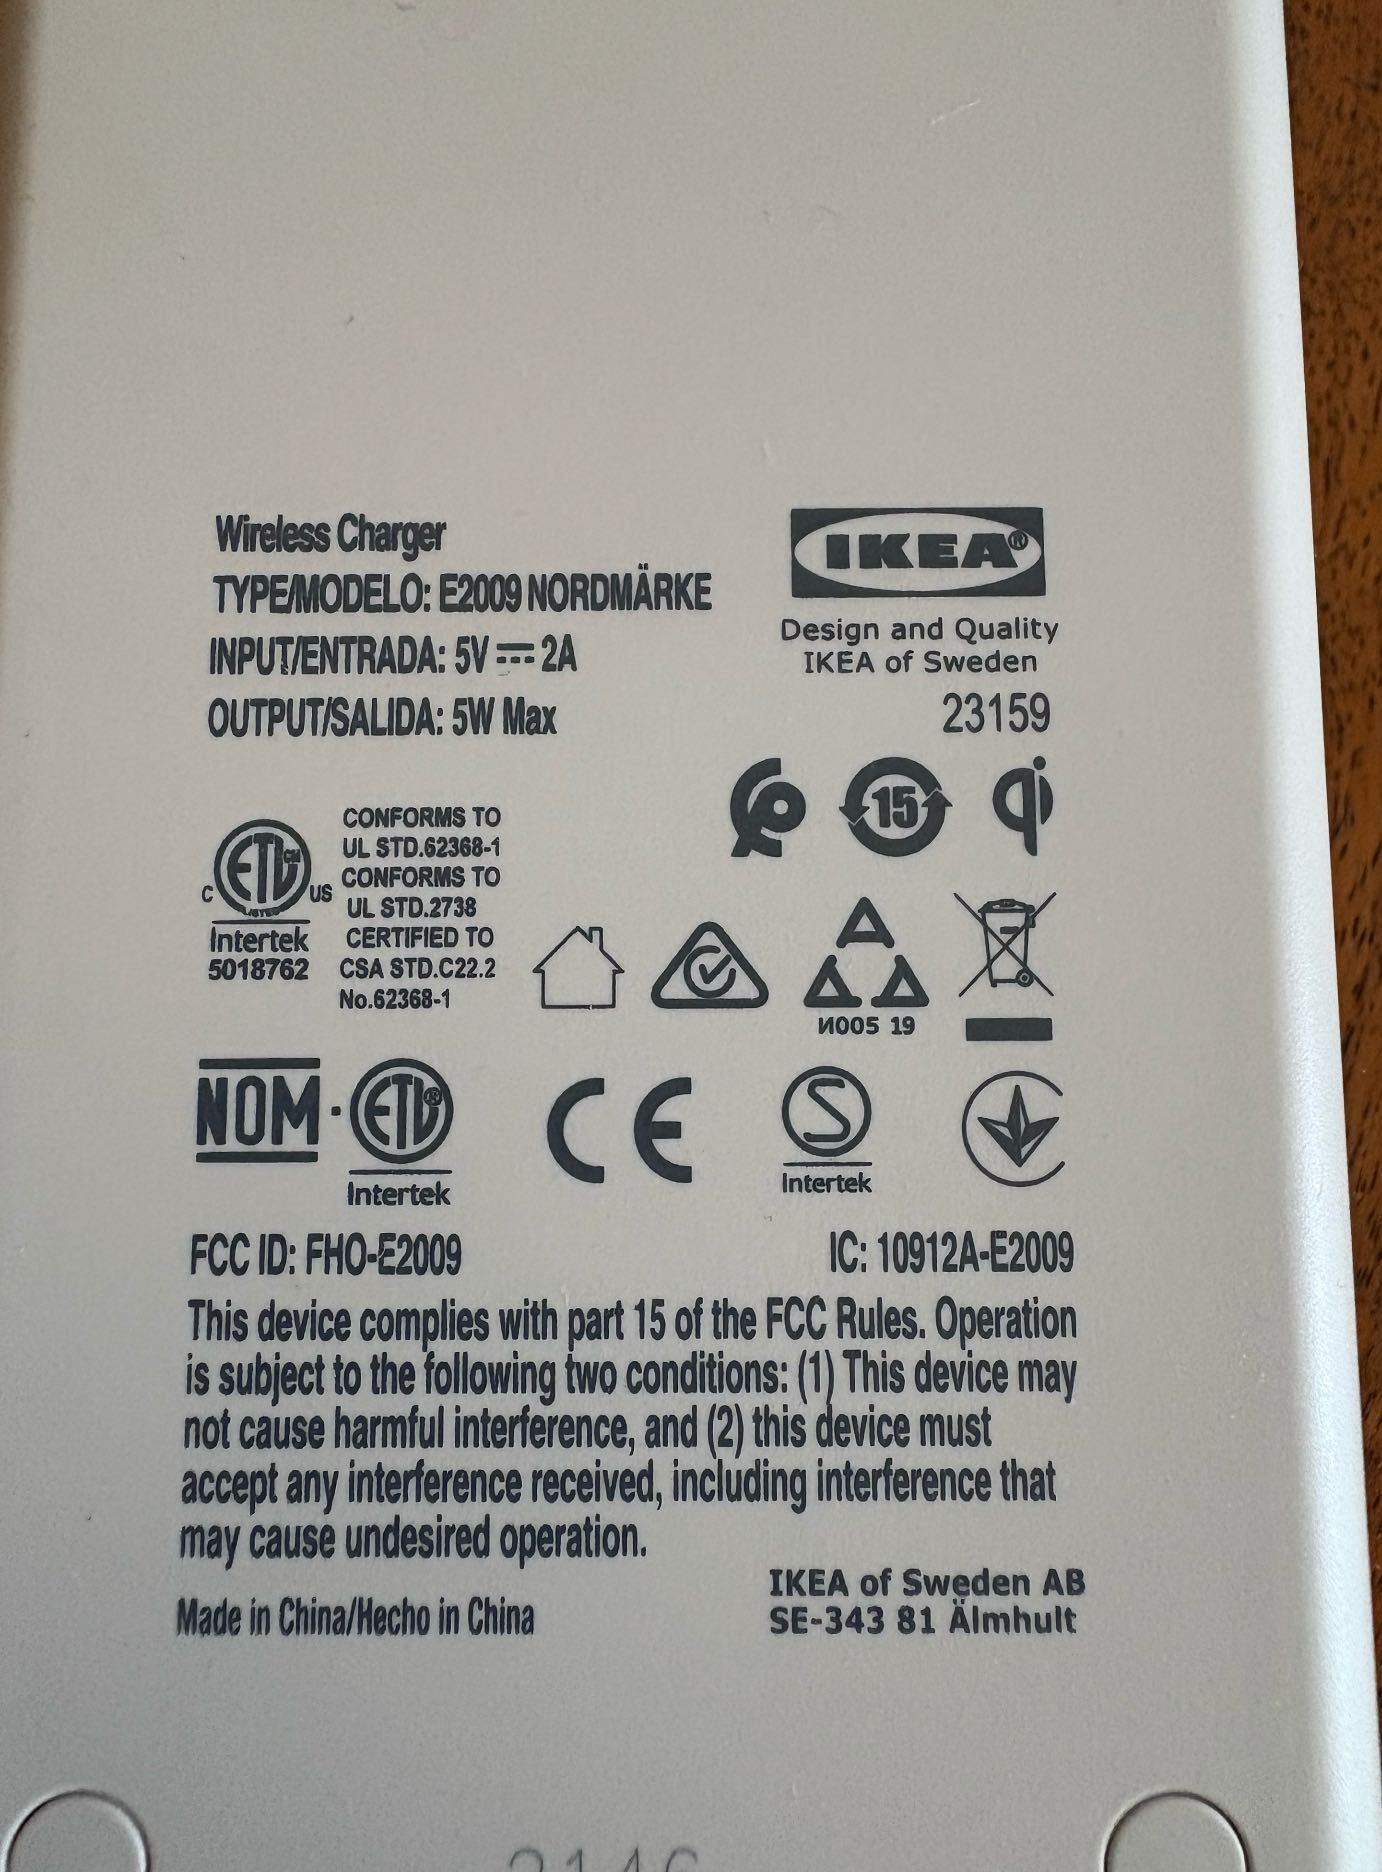 Wireless Charger
TYPE/MODELO: E2009 NORDMÄRKE
INPUT/ENTRADA: 5V ⎓ 2A
OUTPUT/SALIDA: 5W Max
IKEA®
Design and Quality
IKEA of Sweden
23159
15
qi
C ETL CM US
LISTED
Intertek
5018762
CONFORMS TO
UL STD.62368-1
CONFORMS TO
UL STD.2738
CERTIFIED TO
CSA STD.C22.2
No.62368-1
И005 19
NOM · ETL®
Intertek
CE
S
Intertek
FCC ID: FHO-E2009
IC: 10912A-E2009
This device complies with part 15 of the FCC Rules. Operation
is subject to the following two conditions: (1) This device may
not cause harmful interference, and (2) this device must
accept any interference received, including interference that
may cause undesired operation.
Made in China/Hecho in China
IKEA of Sweden AB
SE-343 81 Älmhult